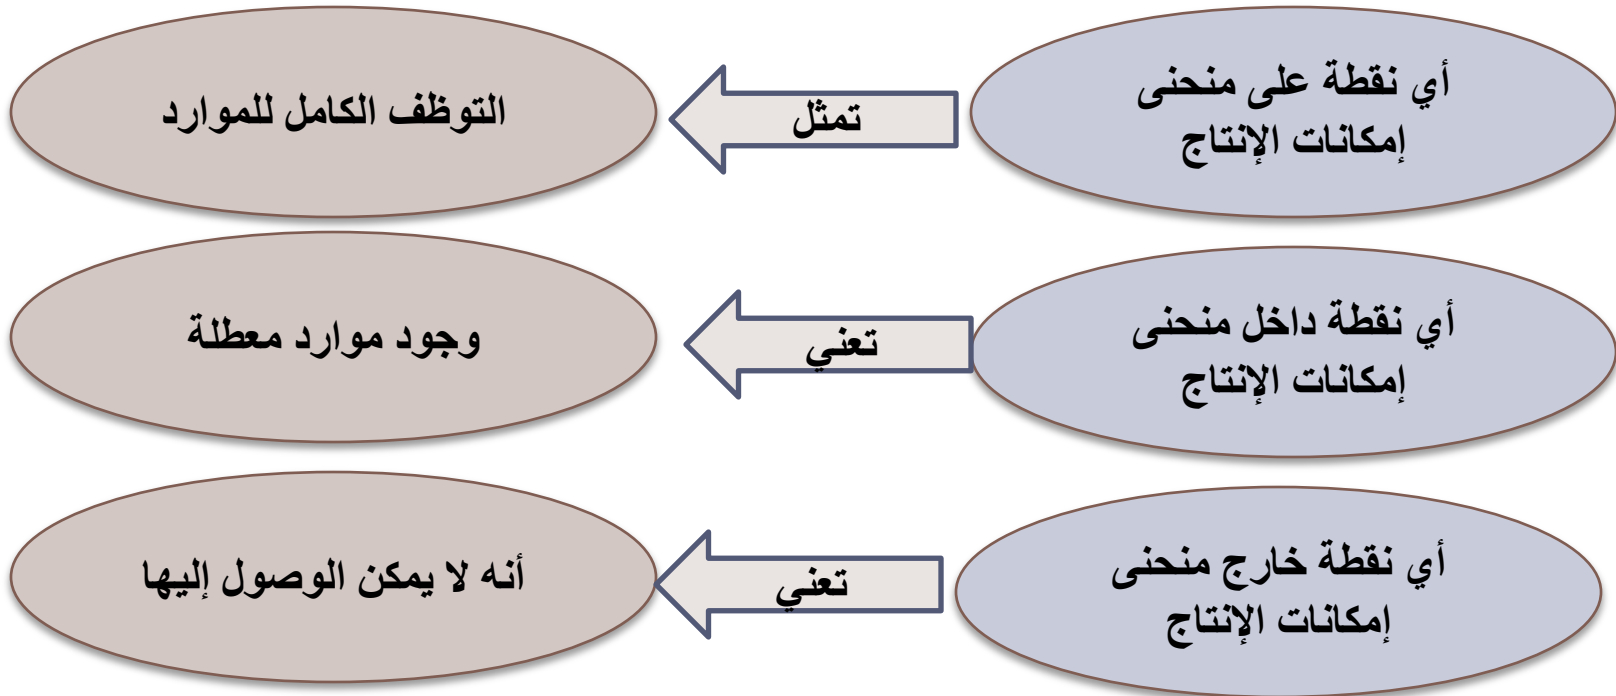 أي نقطة على منحنى
إمكانات الإنتاج
تمثل
التوظف الكامل للموارد
أي نقطة داخل منحنى
إمكانات الإنتاج
تعني
وجود موارد معطلة
أي نقطة خارج منحنى
إمكانات الإنتاج
تعني
أنه لا يمكن الوصول إليها